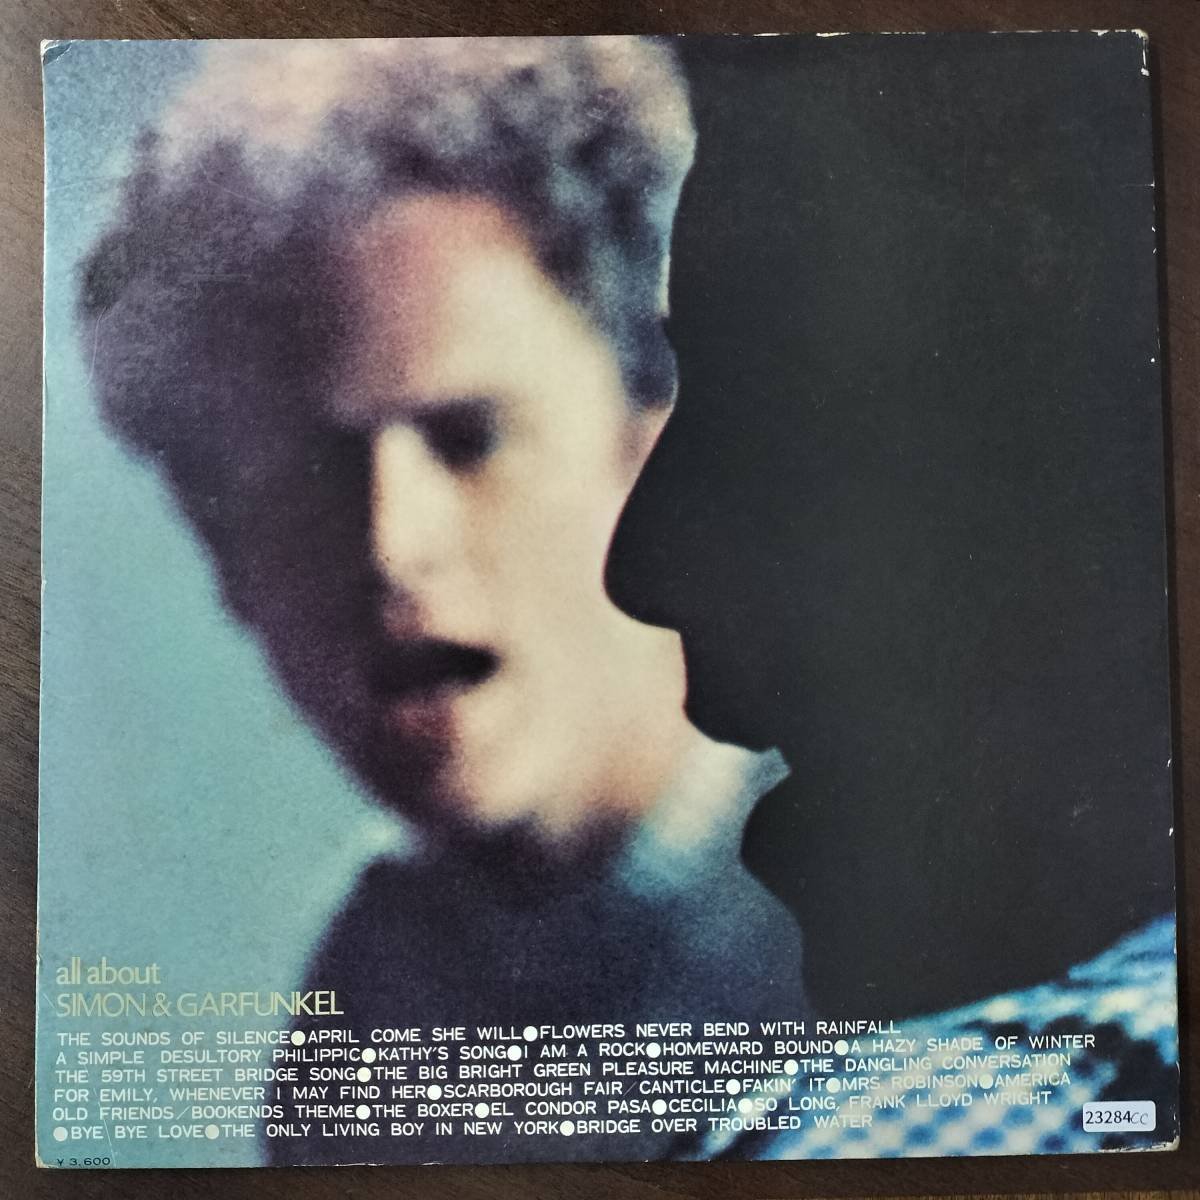 all about
SIMON & GARFUNKEL
THE SOUNDS OF SILENCE●APRIL COME SHE WILL●FLOWERS NEVER BEND WITH RAINFALL
A SIMPLE DESULTORY PHILIPPIC●KATHY'S SONG●I AM A ROCK●HOMEWARD BOUND●A HAZY SHADE OF WINTER
THE 59TH STREET BRIDGE SONG●THE BIG BRIGHT GREEN PLEASURE MACHINE●THE DANGLING CONVERSATION
FOR EMILY, WHENEVER I MAY FIND HER●SCARBOROUGH FAIR/CANTICLE●FAKIN' IT●MRS ROBINSON●AMERICA
OLD FRIENDS/BOOKENDS THEME●THE BOXER●EL CONDOR PASA●CECILIA●SO LONG, FRANK LLOYD WRIGHT
●BYE BYE LOVE●THE ONLY LIVING BOY IN NEW YORK●BRIDGE OVER TROUBLED WATER
23284CC
¥3,600